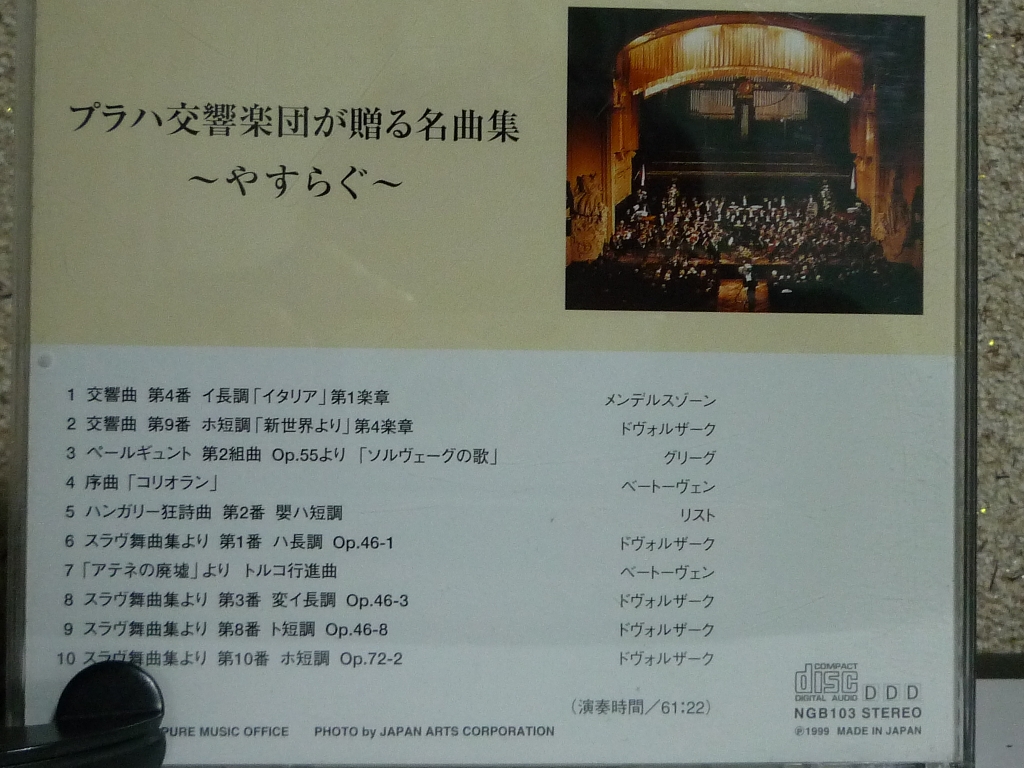 プラハ交響楽団が贈る名曲集
～やすらぐ～
1 交響曲 第4番 イ長調「イタリア」第1楽章 メンデルスゾーン
2 交響曲 第9番 ホ短調「新世界より」第4楽章 ドヴォルザーク
3 ペールギュント 第2組曲 Op.55より 「ソルヴェーグの歌」 グリーグ
4 序曲「コリオラン」 ベートーヴェン
5 ハンガリー狂詩曲 第2番 嬰ハ短調 リスト
6 スラヴ舞曲集より 第1番 ハ長調 Op.46-1 ドヴォルザーク
7 「アテネの廃墟」より トルコ行進曲 ベートーヴェン
8 スラヴ舞曲集より 第3番 変イ長調 Op.46-3 ドヴォルザーク
9 スラヴ舞曲集より 第8番 ト短調 Op.46-8 ドヴォルザーク
10 スラヴ舞曲集より 第10番 ホ短調 Op.72-2 ドヴォルザーク
（演奏時間／61:22）
COMPACT
disc
DIGITAL AUDIO
DDD
NGB103 STEREO
PURE MUSIC OFFICE PHOTO by JAPAN ARTS CORPORATION
℗1999 MADE IN JAPAN